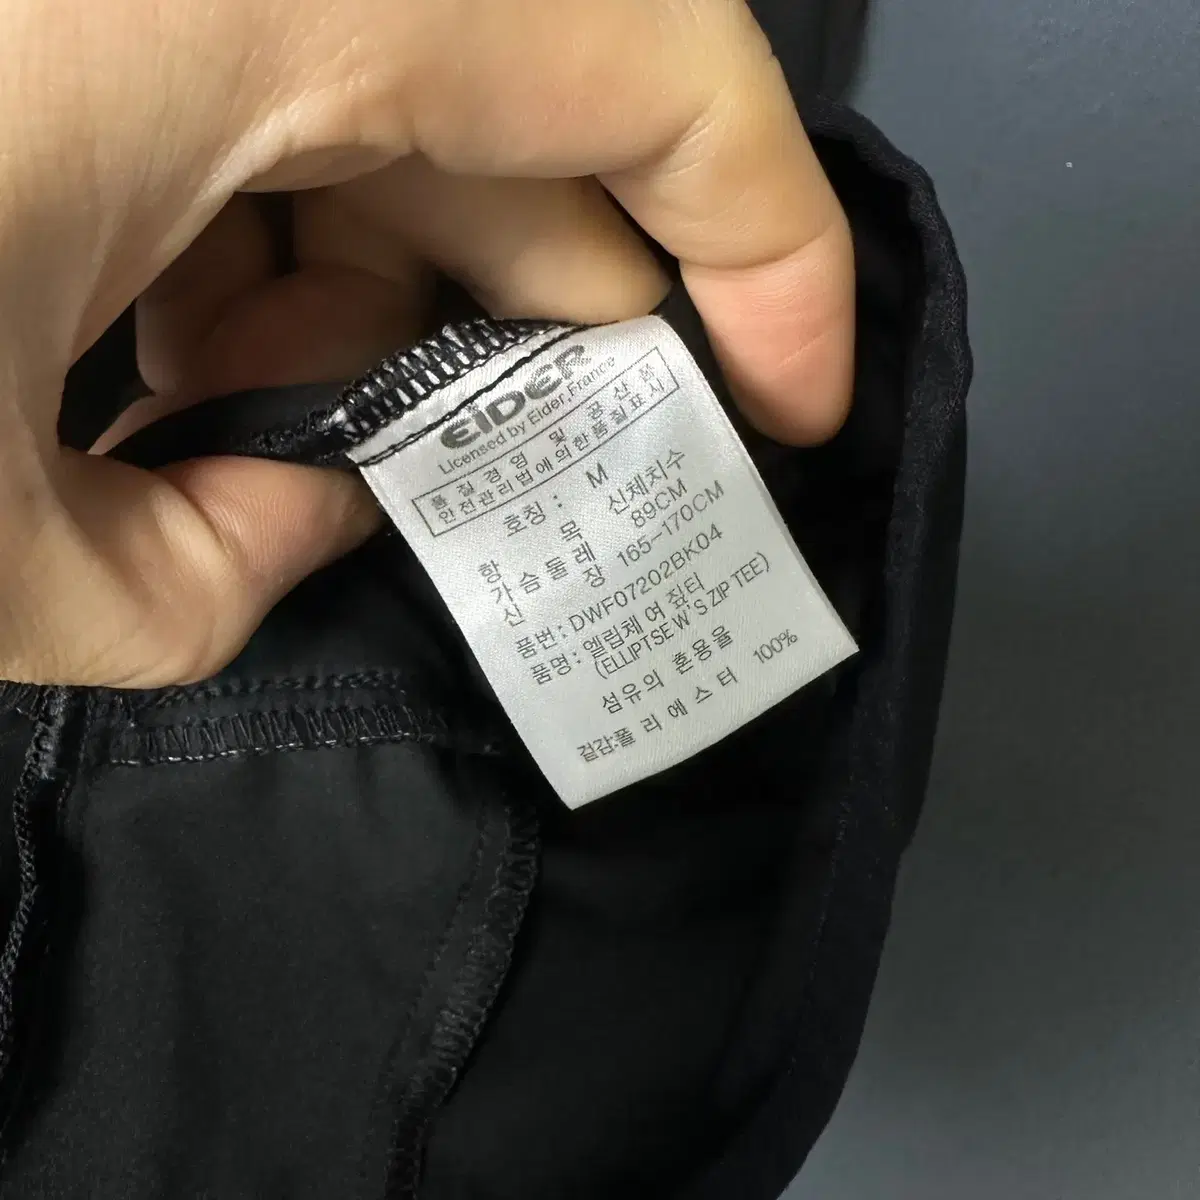 EIDER
Licensed by Eider, France
품질경영 및 공산품
안전관리법에의한품질표시
호칭 : M
항 목 신체치수
가슴둘레 89CM
신 장 165-170CM
품번 : DWF07202BK04
품명 : 엘립체 여 짚터
(ELLIPTSE W'S ZIP TEE)
섬유의 혼용율
겉감:폴리에스터 100%